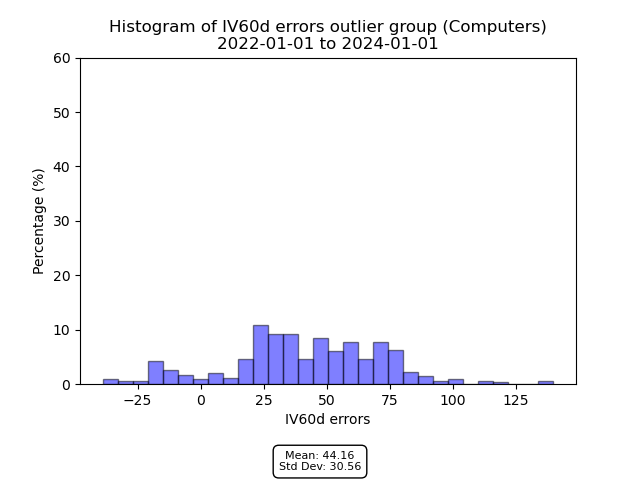 Histogram of IV60d errors outlier group (Computers)
2022-01-01 to 2024-01-01
60
50
40
30
20
10
0
Percentage (%)
−25
0
25
50
75
100
125
IV60d errors
Mean: 44.16
Std Dev: 30.56